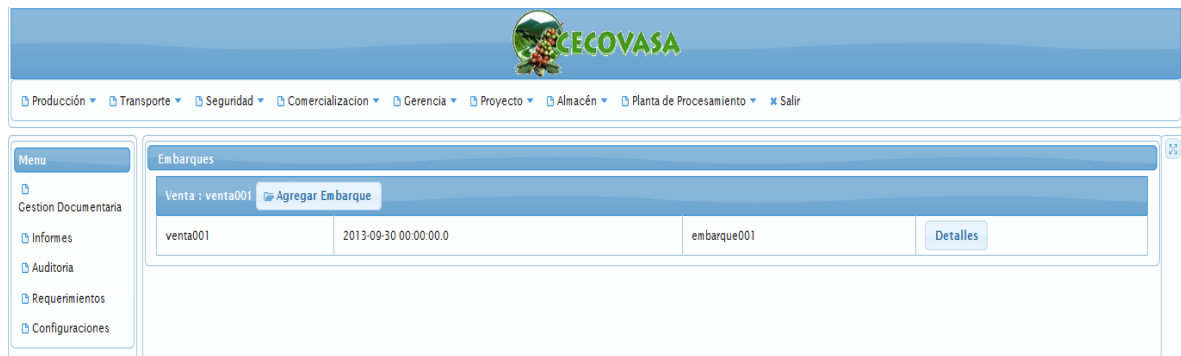 CECOVASA
Producción Transporte Seguridad Comercializacion Gerencia Proyecto Almacén Planta de Procesamiento Salir
Menu
Gestion Documentaria
Informes
Auditoria
Requerimientos
Configuraciones
Embarques
Venta : venta001 Agregar Embarque
venta001 2013-09-30 00:00:00.0 embarque001 Detalles